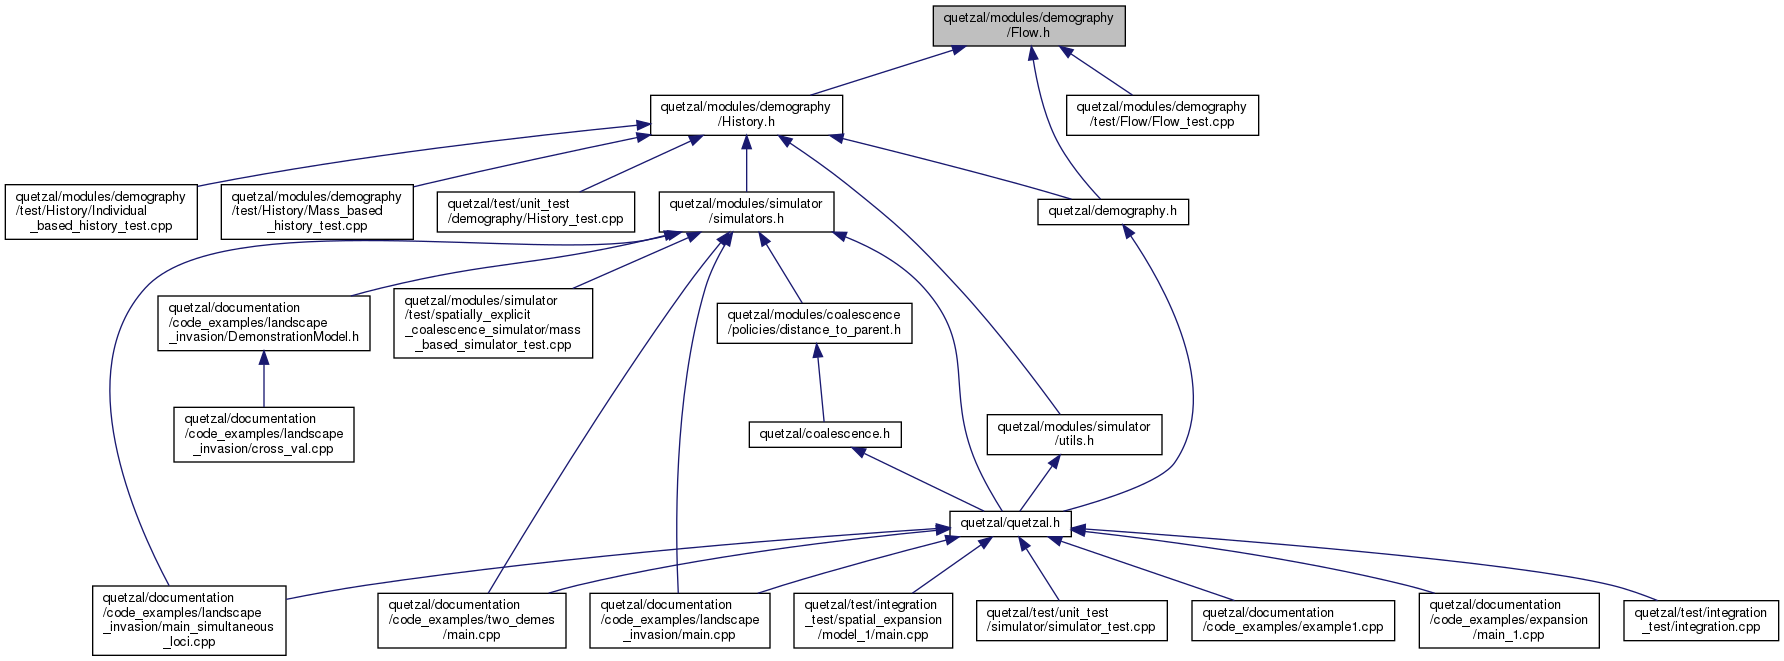 quetzal/modules/demography
/Flow.h
quetzal/modules/demography
/History.h
quetzal/modules/demography
/test/Flow/Flow_test.cpp
quetzal/modules/demography
/test/History/Individual
_based_history_test.cpp
quetzal/modules/demography
/test/History/Mass_based
_history_test.cpp
quetzal/test/unit_test
/demography/History_test.cpp
quetzal/modules/simulator
/simulators.h
quetzal/demography.h
quetzal/documentation
/code_examples/landscape
_invasion/DemonstrationModel.h
quetzal/modules/simulator
/test/spatially_explicit
_coalescence_simulator/mass
_based_simulator_test.cpp
quetzal/modules/coalescence
/policies/distance_to_parent.h
quetzal/documentation
/code_examples/landscape
_invasion/cross_val.cpp
quetzal/coalescence.h
quetzal/modules/simulator
/utils.h
quetzal/quetzal.h
quetzal/documentation
/code_examples/landscape
_invasion/main_simultaneous
_loci.cpp
quetzal/documentation
/code_examples/two_demes
/main.cpp
quetzal/documentation
/code_examples/landscape
_invasion/main.cpp
quetzal/test/integration
_test/spatial_expansion
/model_1/main.cpp
quetzal/test/unit_test
/simulator/simulator_test.cpp
quetzal/documentation
/code_examples/example1.cpp
quetzal/documentation
/code_examples/expansion
/main_1.cpp
quetzal/test/integration
_test/integration.cpp